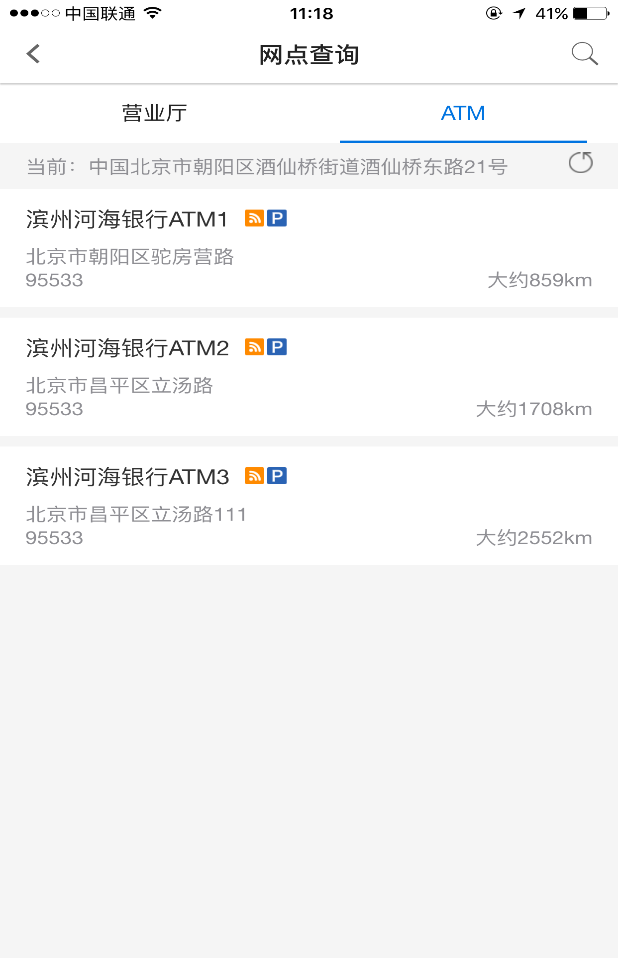 中国联通 11:18 41%
网点查询
营业厅 ATM
当前：中国北京市朝阳区酒仙桥街道酒仙桥东路21号
滨州河海银行ATM1 P
北京市朝阳区驼房营路
95533 大约859km
滨州河海银行ATM2 P
北京市昌平区立汤路
95533 大约1708km
滨州河海银行ATM3 P
北京市昌平区立汤路111
95533 大约2552km